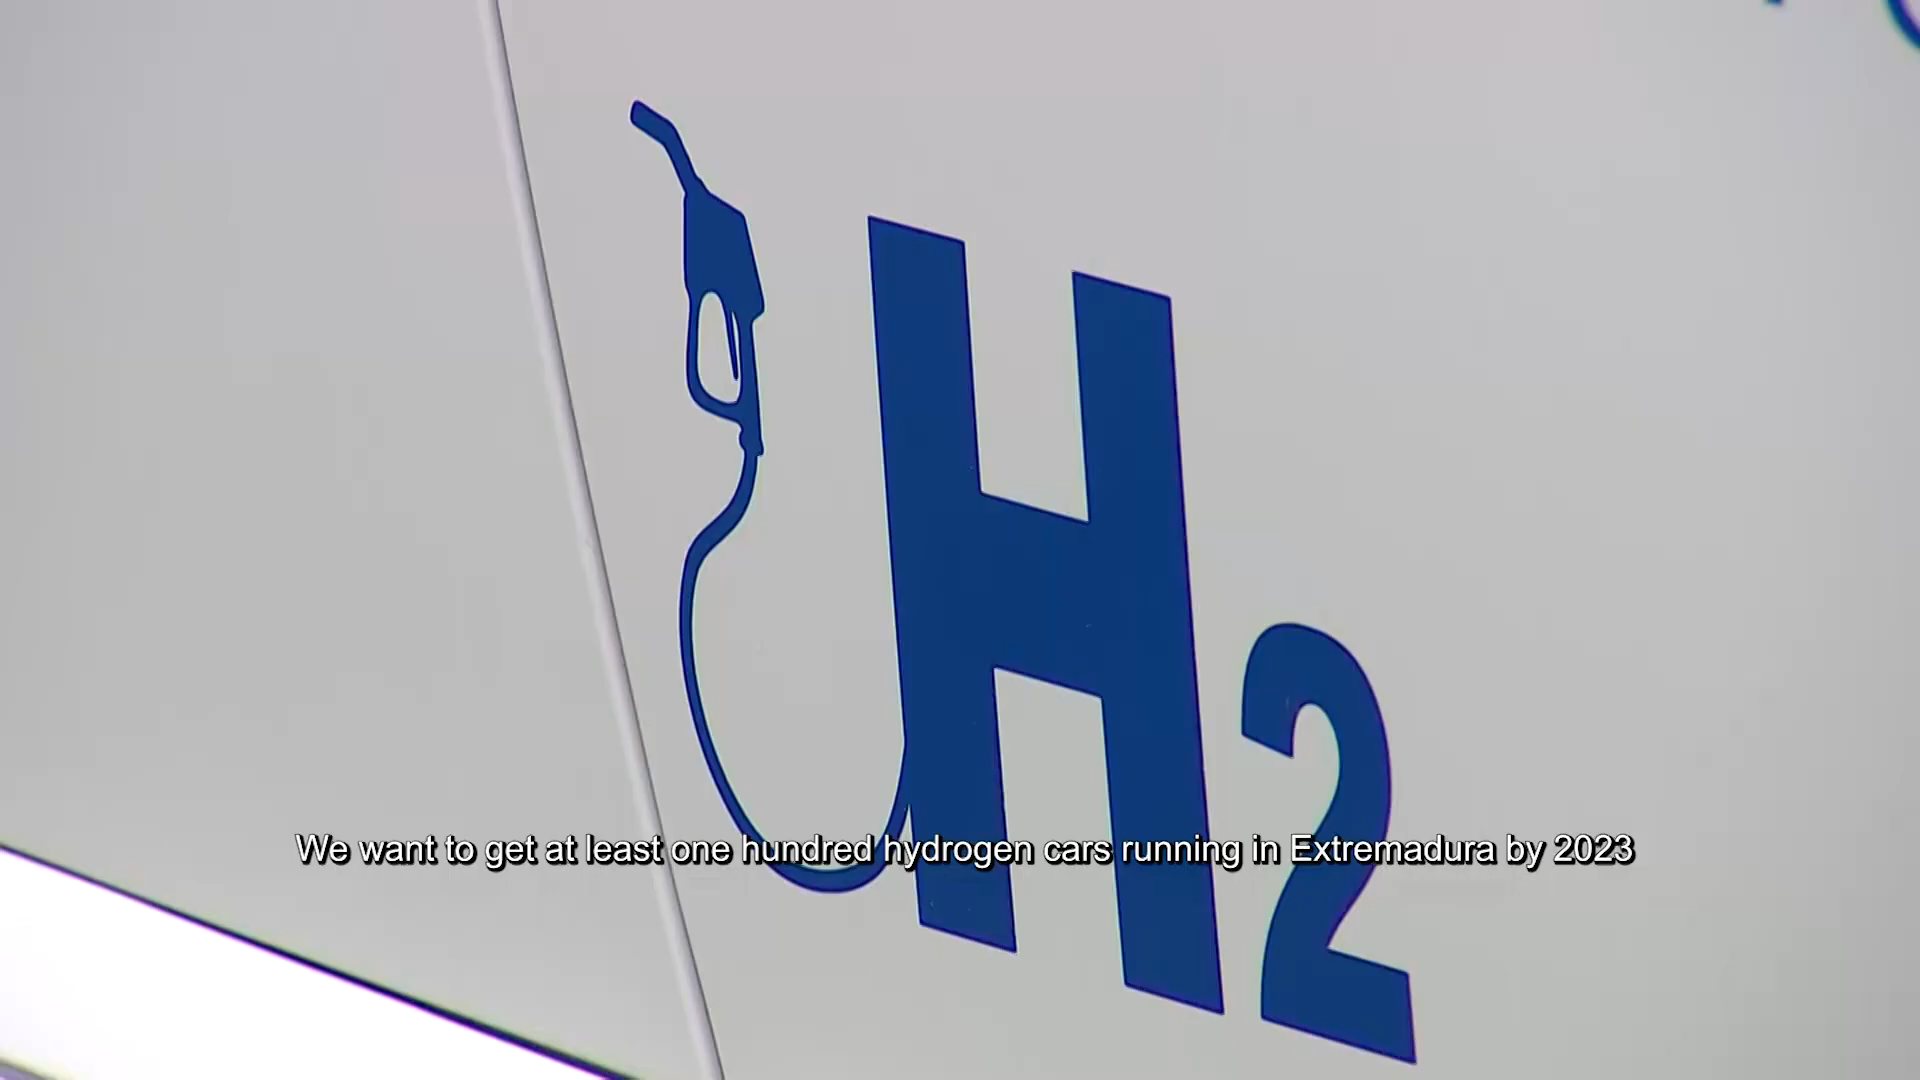 H2
We want to get at least one hundred hydrogen cars running in Extremadura by 2023